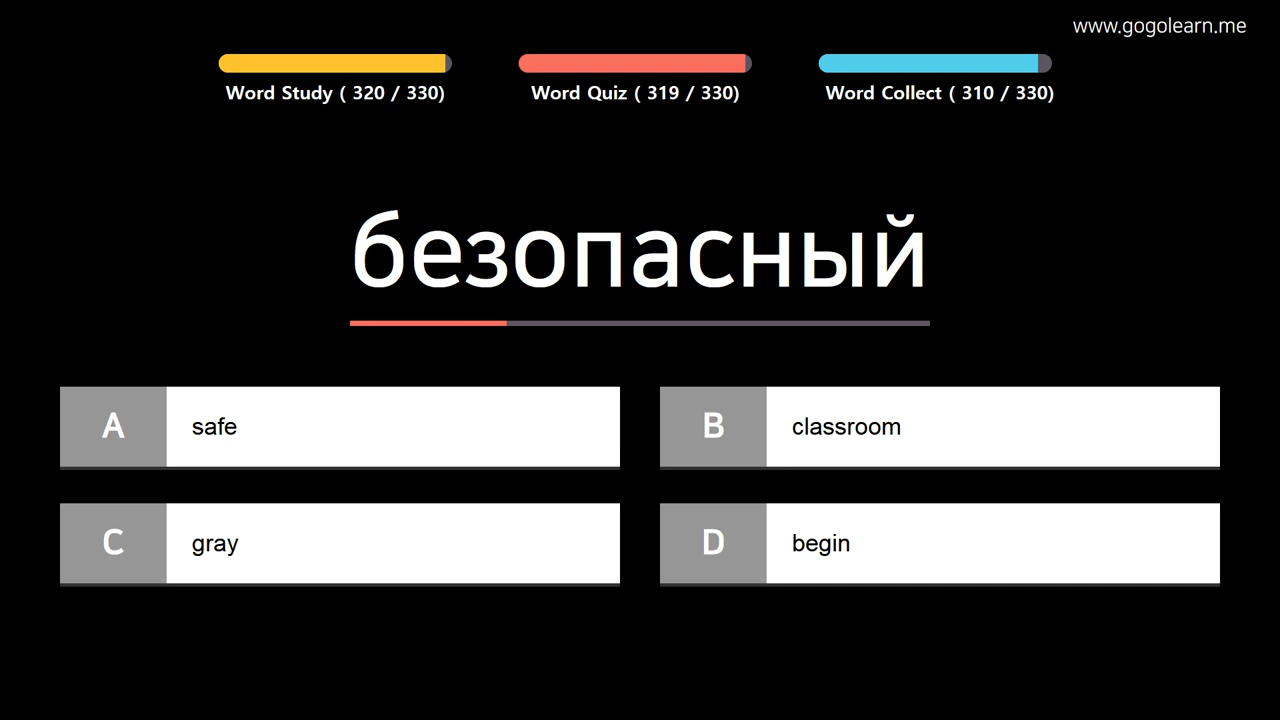 www.gogolearn.me
Word Study ( 320 / 330)
Word Quiz ( 319 / 330)
Word Collect ( 310 / 330)
безопасный
A
safe
B
classroom
C
gray
D
begin